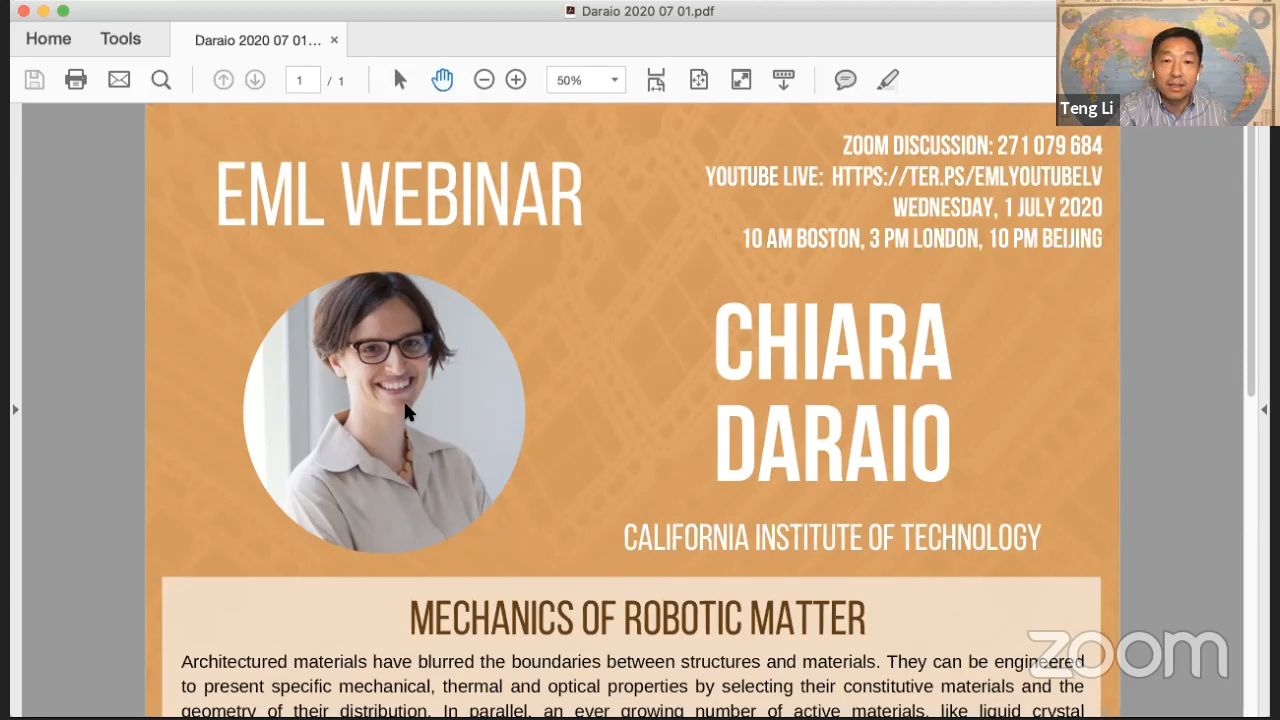 Daraio 2020 07 01.pdf
Home
Tools
Daraio 2020 07 01... ×
1 / 1
50%
Teng Li
EML WEBINAR
ZOOM DISCUSSION: 271 079 684
YOUTUBE LIVE: HTTPS://TER.PS/EMLYOUTUBELV
WEDNESDAY, 1 JULY 2020
10 AM BOSTON, 3 PM LONDON, 10 PM BEIJING
CHIARA
DARAIO
CALIFORNIA INSTITUTE OF TECHNOLOGY
MECHANICS OF ROBOTIC MATTER
Architectured materials have blurred the boundaries between structures and materials. They can be engineered
to present specific mechanical, thermal and optical properties by selecting their constitutive materials and the
geometry of their distribution. In parallel, an ever growing number of active materials, like liquid crystal
zoom